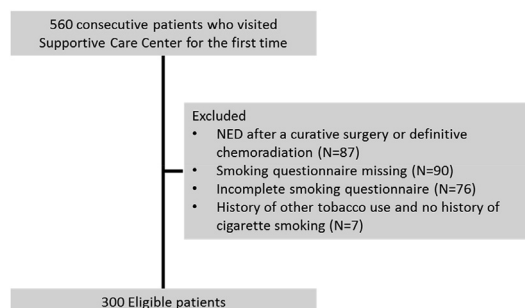 560 consecutive patients who visited
Supportive Care Center for the first time
Excluded
• NED after a curative surgery or definitive
chemoradiation (N=87)
• Smoking questionnaire missing (N=90)
• Incomplete smoking questionnaire (N=76)
• History of other tobacco use and no history of
cigarette smoking (N=7)
300 Eligible patients